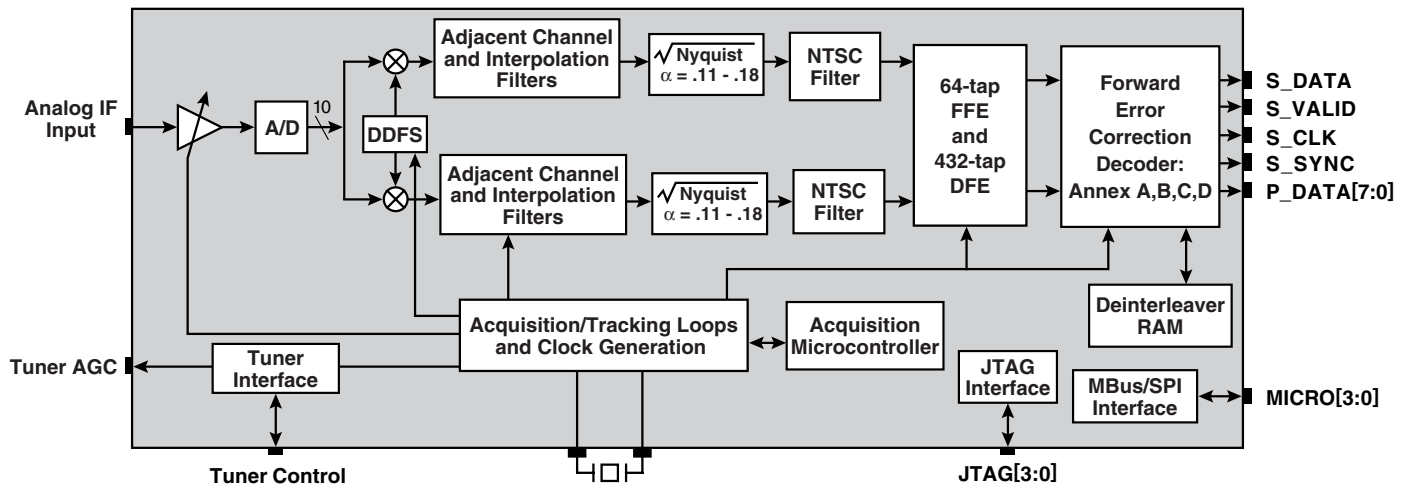 Analog IF
Input
A/D
10
DDFS
Adjacent Channel
and Interpolation
Filters
√Nyquist
α = .11 - .18
NTSC
Filter
Adjacent Channel
and Interpolation
Filters
√Nyquist
α = .11 - .18
NTSC
Filter
64-tap
FFE
and
432-tap
DFE
Forward
Error
Correction
Decoder:
Annex A,B,C,D
S_DATA
S_VALID
S_CLK
S_SYNC
P_DATA[7:0]
Deinterleaver
RAM
Acquisition/Tracking Loops
and Clock Generation
Acquisition
Microcontroller
Tuner AGC
Tuner
Interface
JTAG
Interface
MBus/SPI
Interface
MICRO[3:0]
Tuner Control
JTAG[3:0]